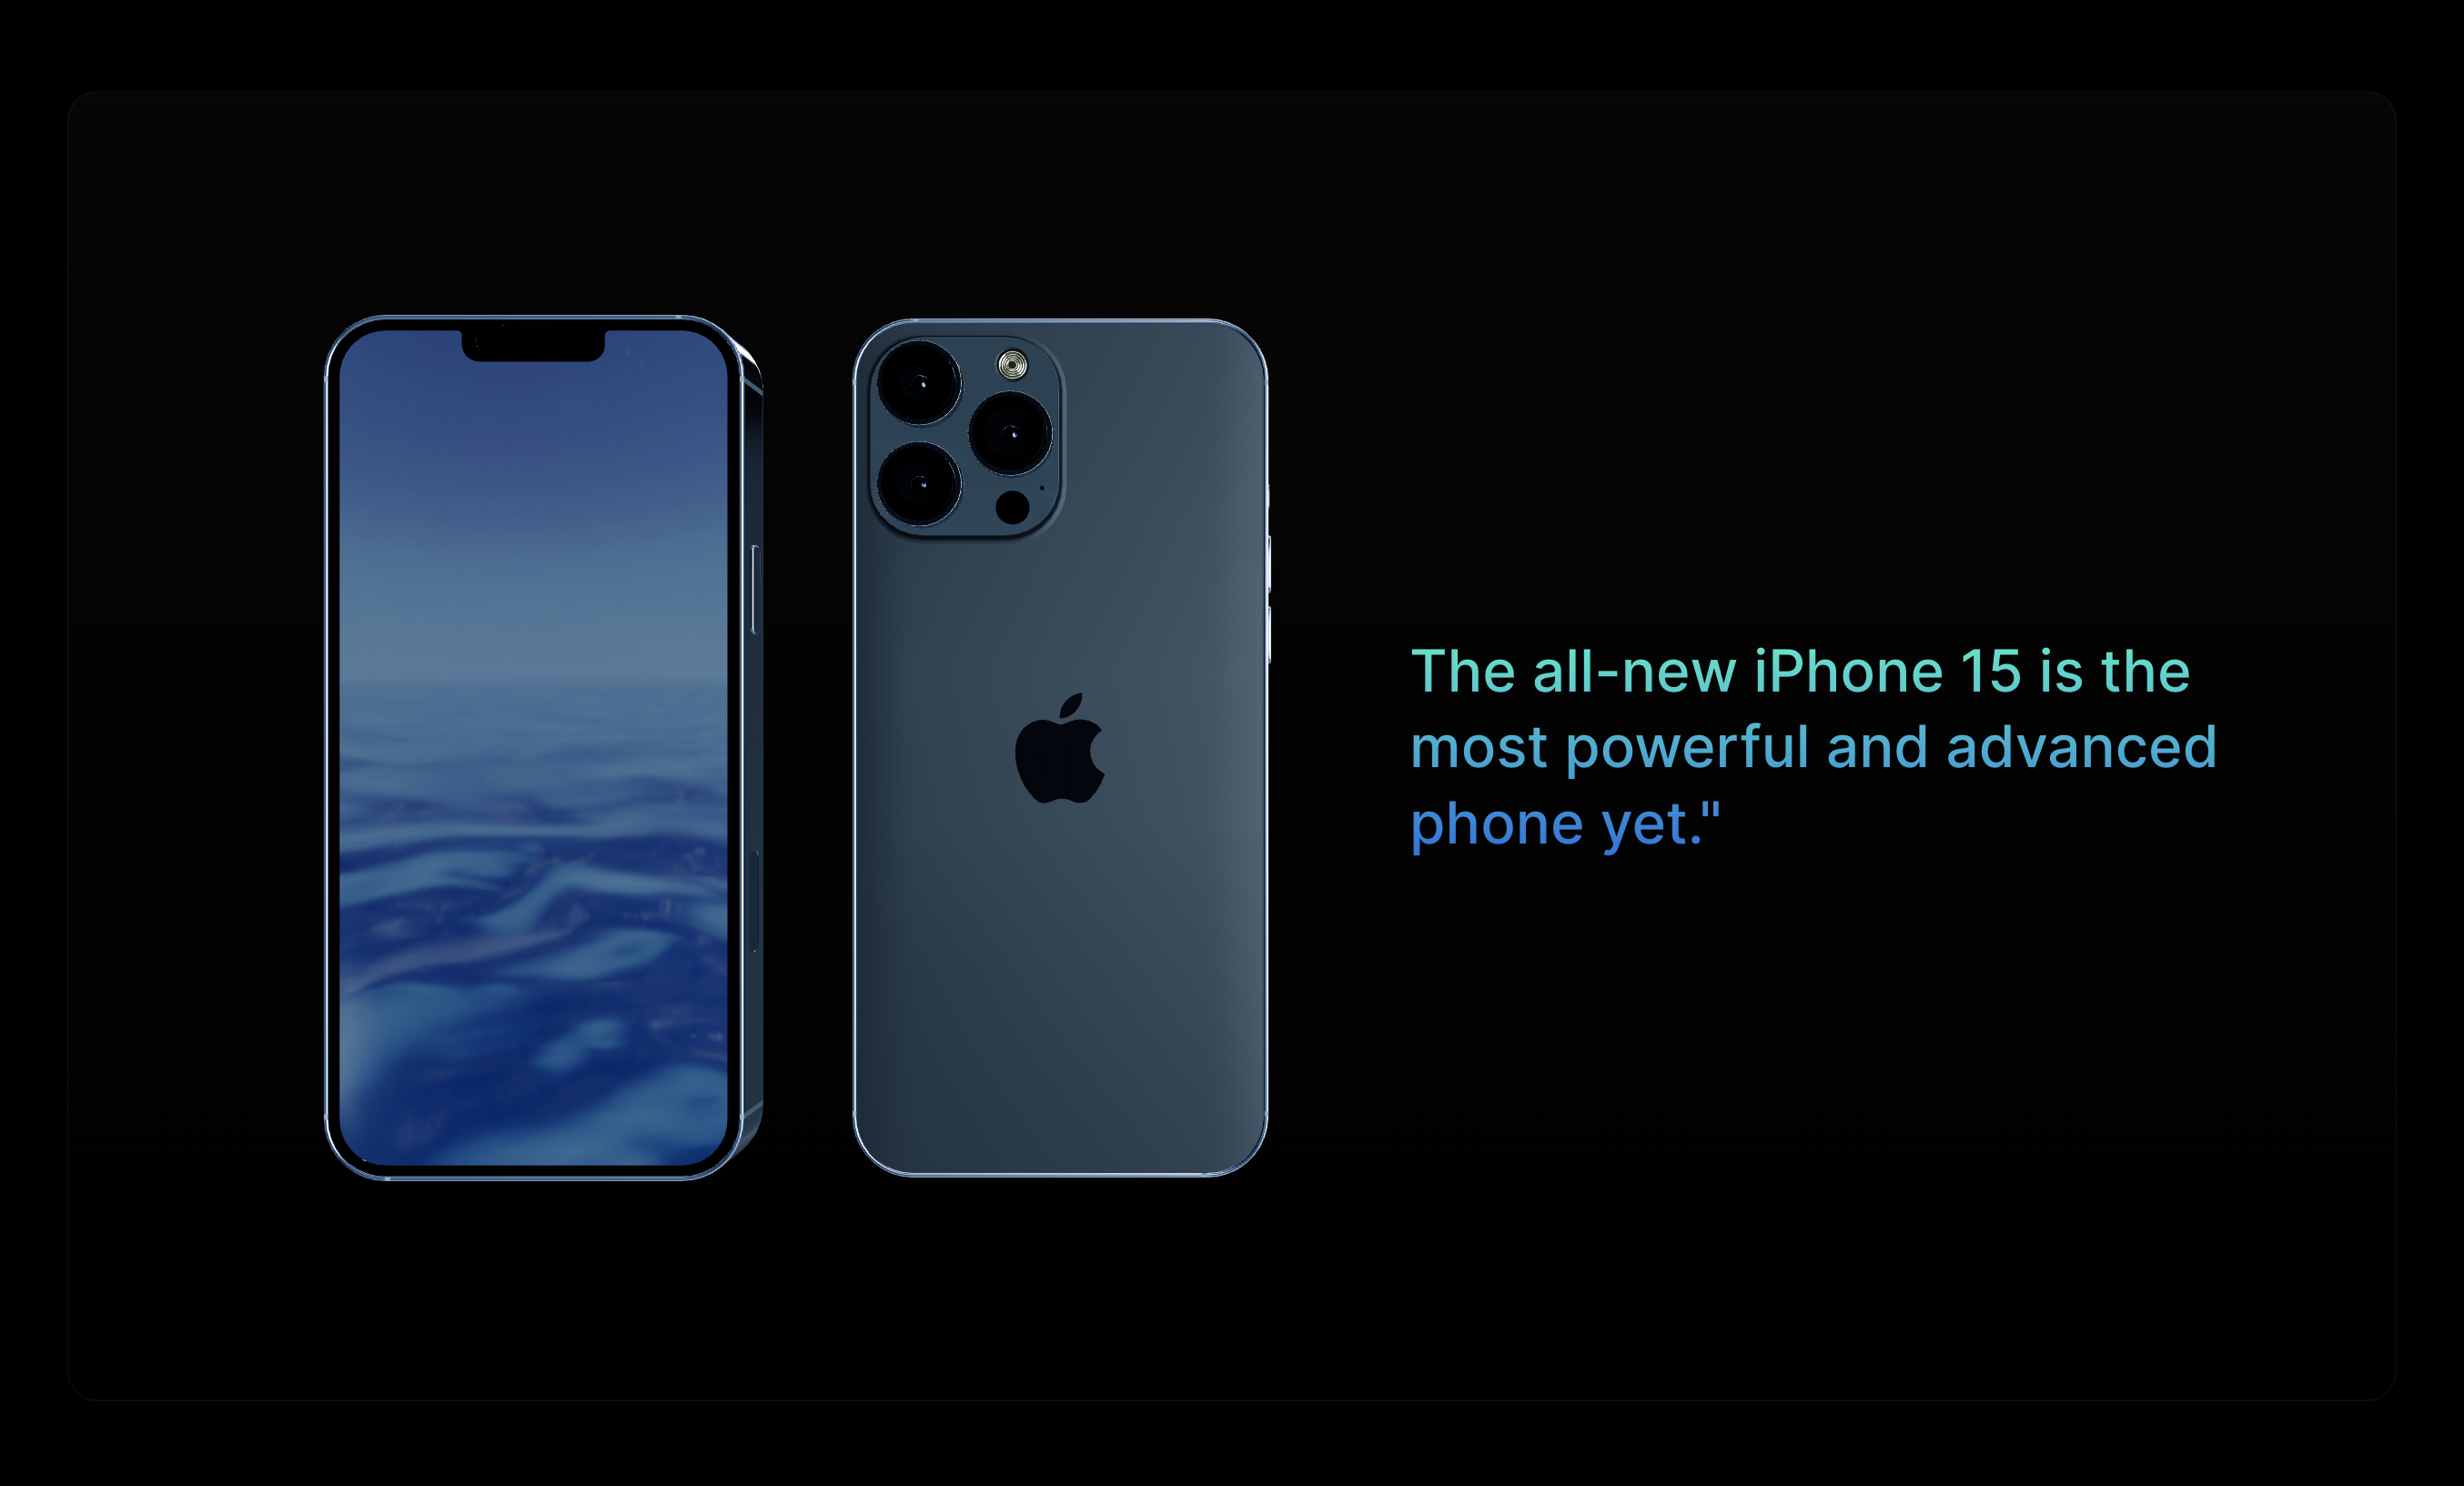 The all-new iPhone 15 is the
most powerful and advanced
phone yet."